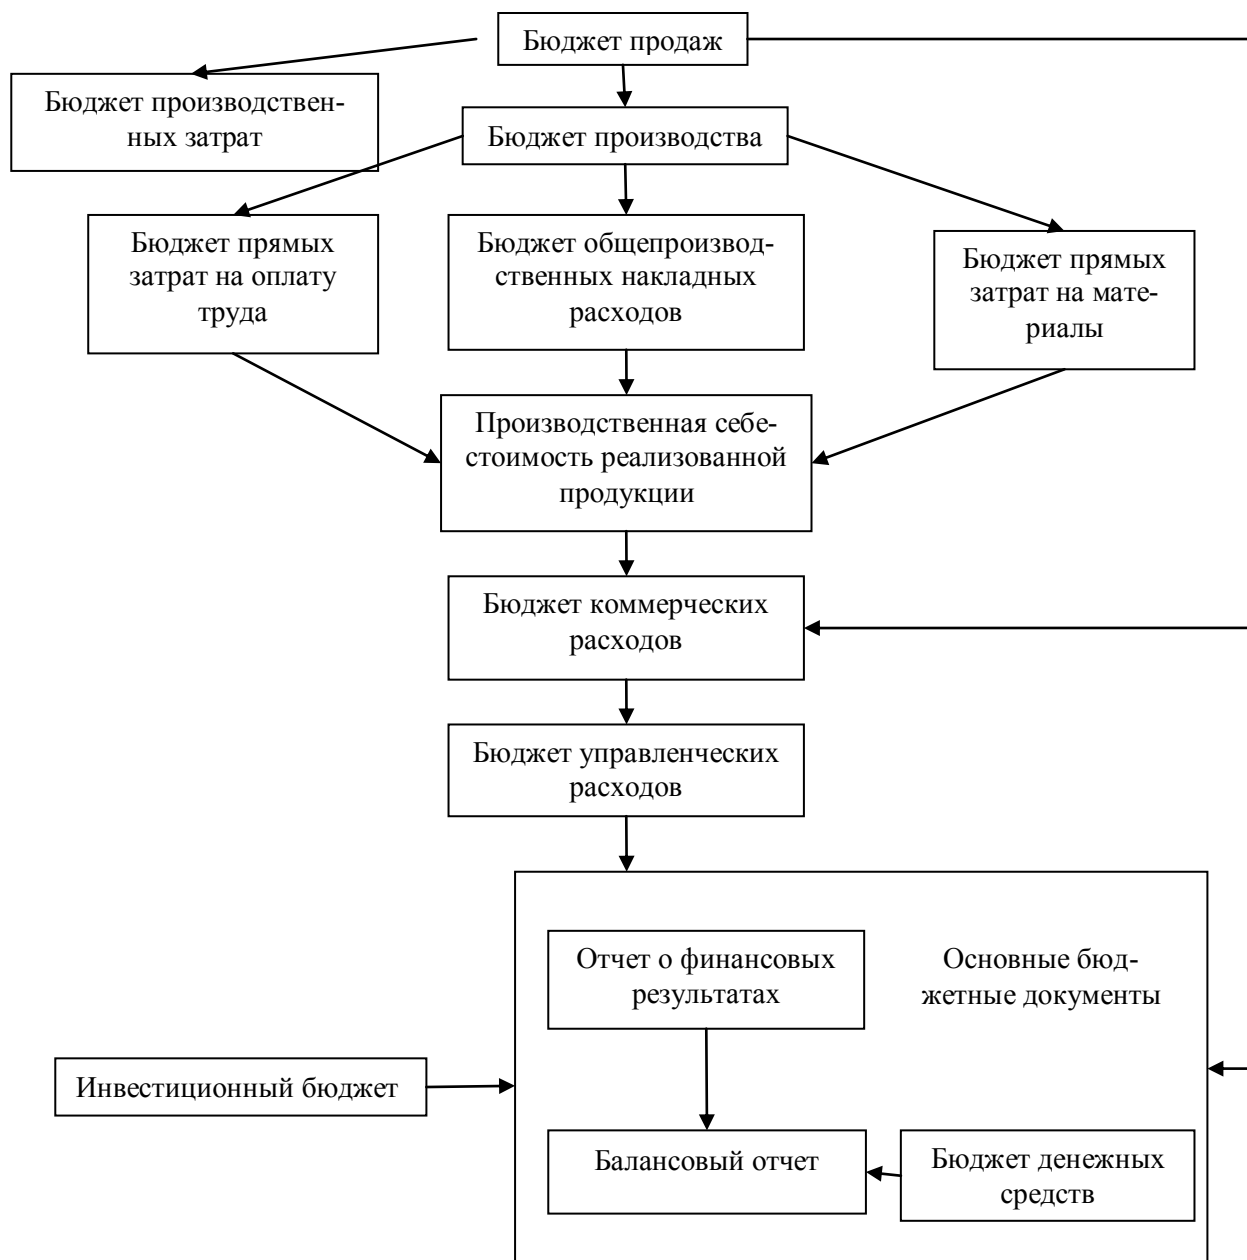 Бюджет продаж
Бюджет производствен-
ных затрат
Бюджет производства
Бюджет прямых
затрат на оплату
труда
Бюджет общепроизвод-
ственных накладных
расходов
Бюджет прямых
затрат на мате-
риалы
Производственная себе-
стоимость реализованной
продукции
Бюджет коммерческих
расходов
Бюджет управленческих
расходов
Отчет о финансовых
результатах
Основные бюд-
жетные документы
Инвестиционный бюджет
Балансовый отчет
Бюджет денежных
средств